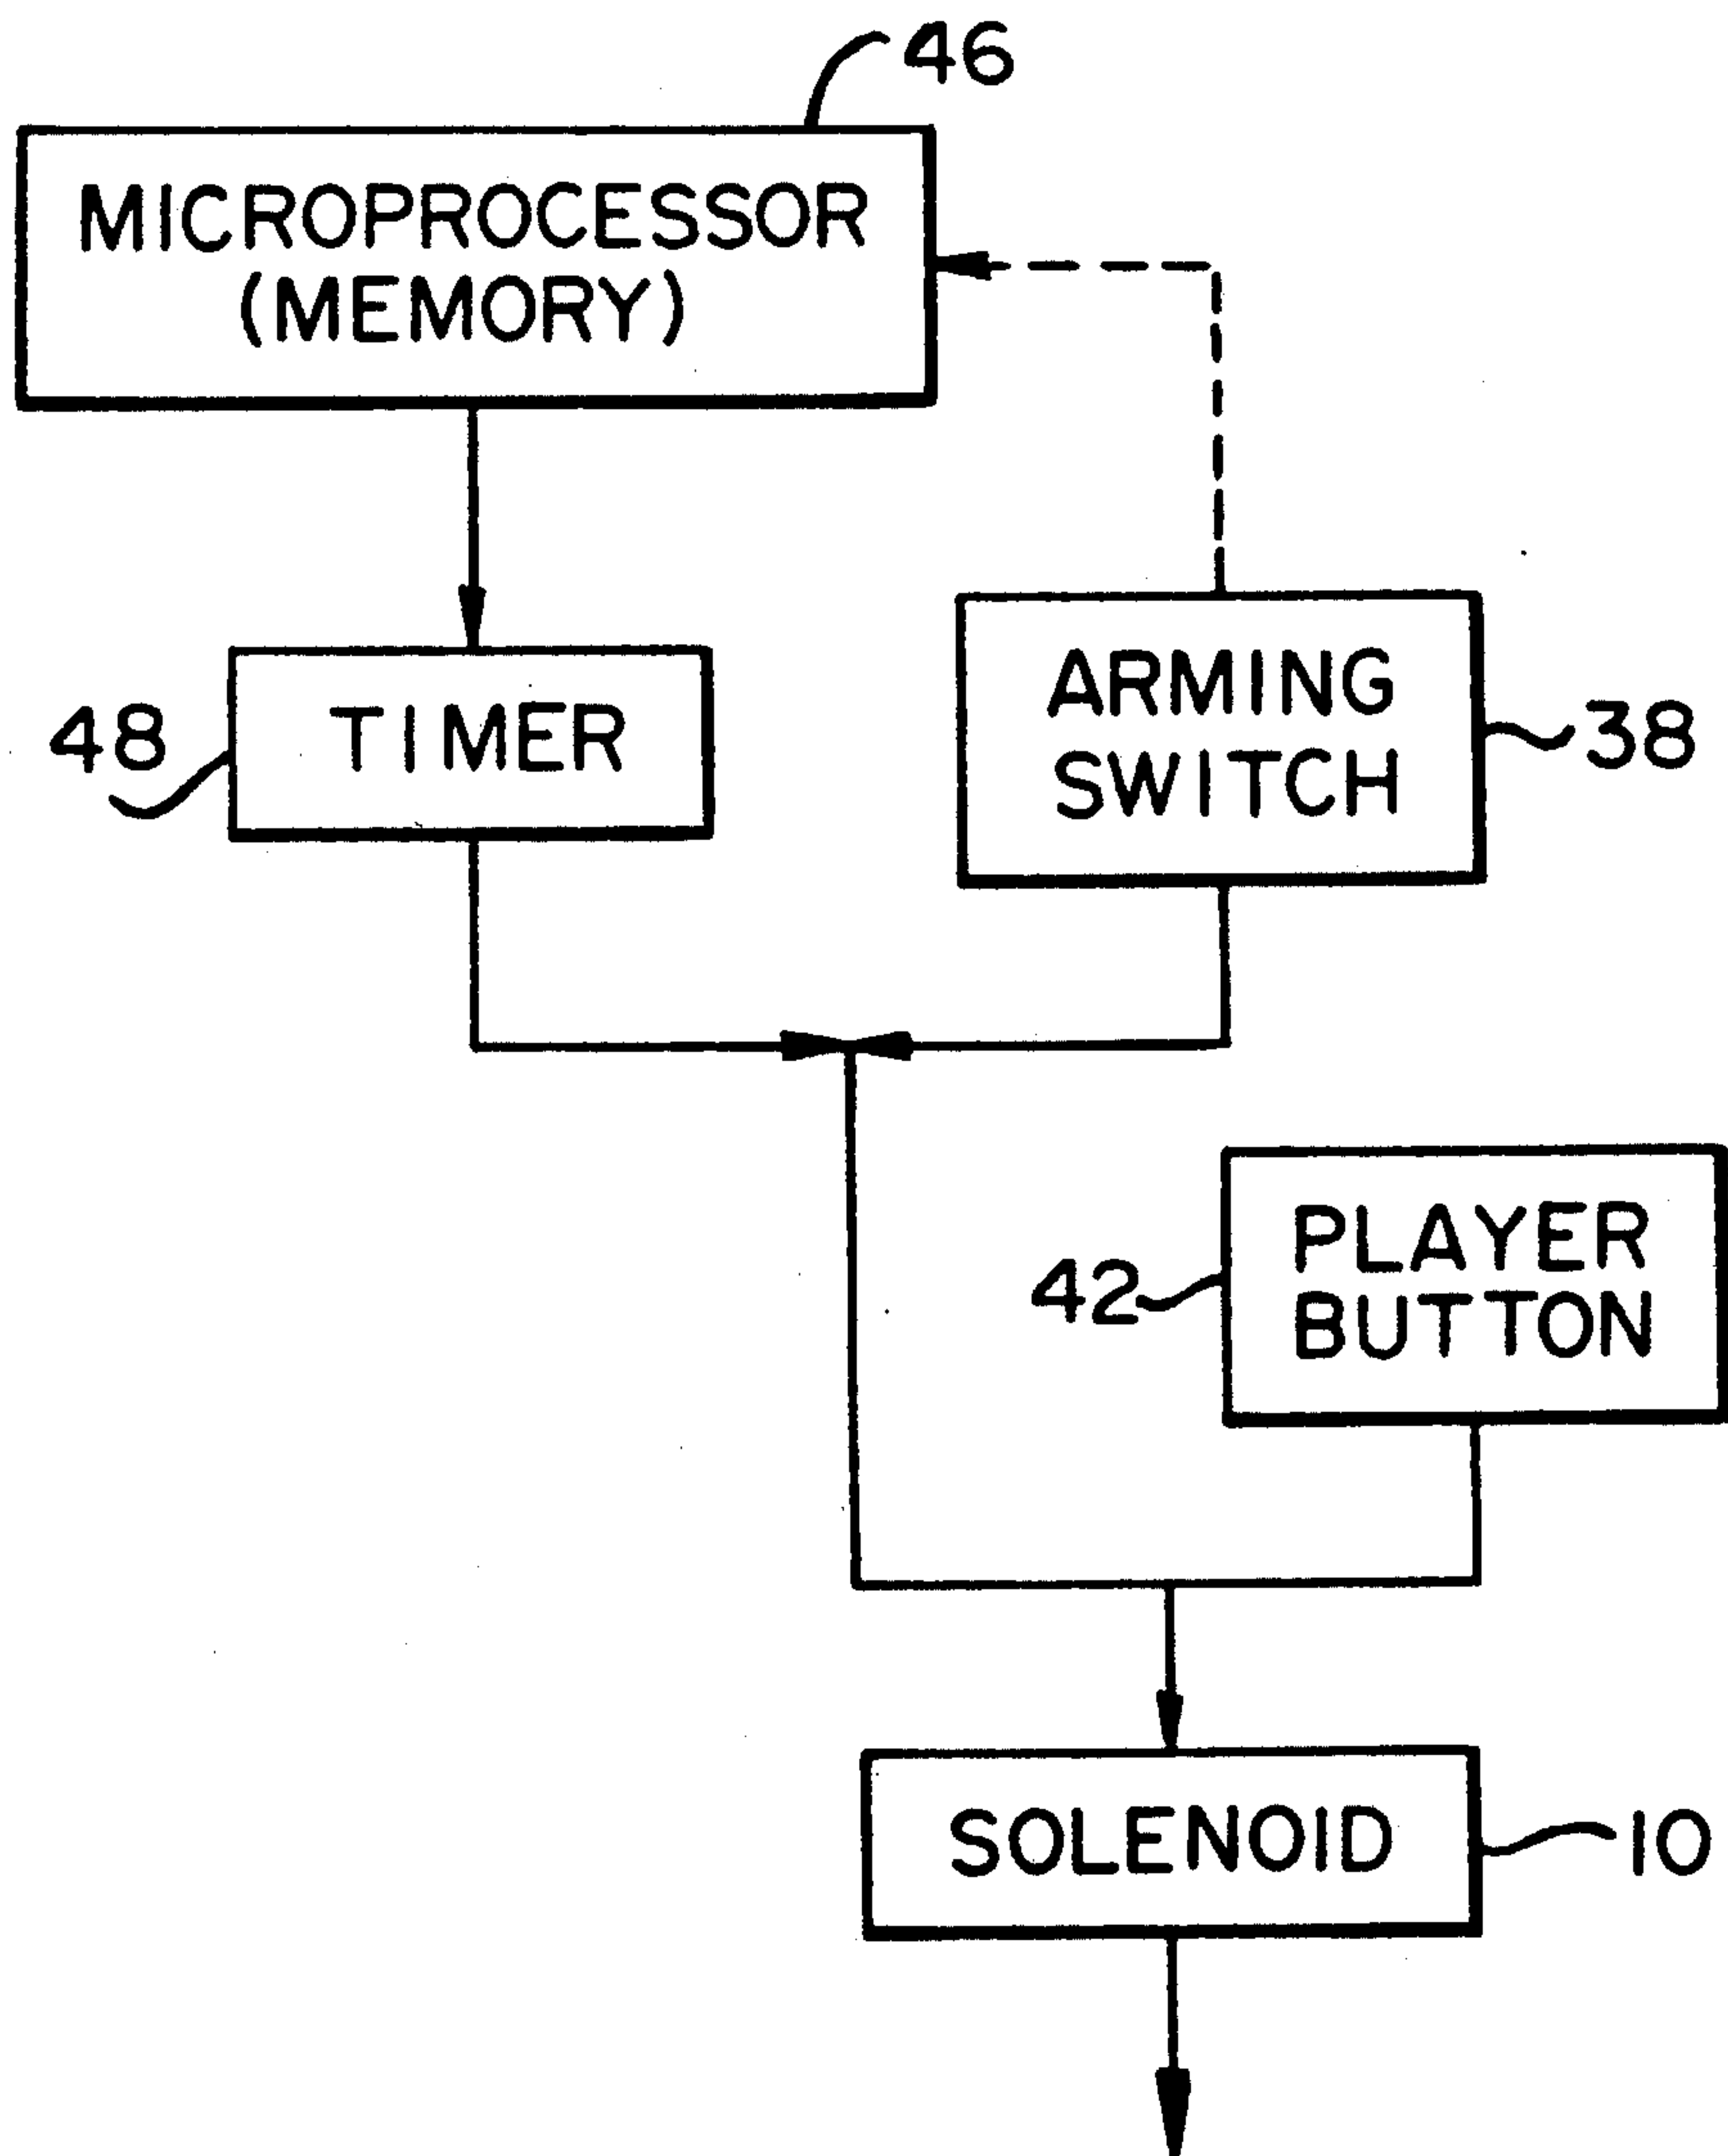 46
MICROPROCESSOR
(MEMORY)
48
TIMER
ARMING
SWITCH
38
42
PLAYER
BUTTON
SOLENOID
10